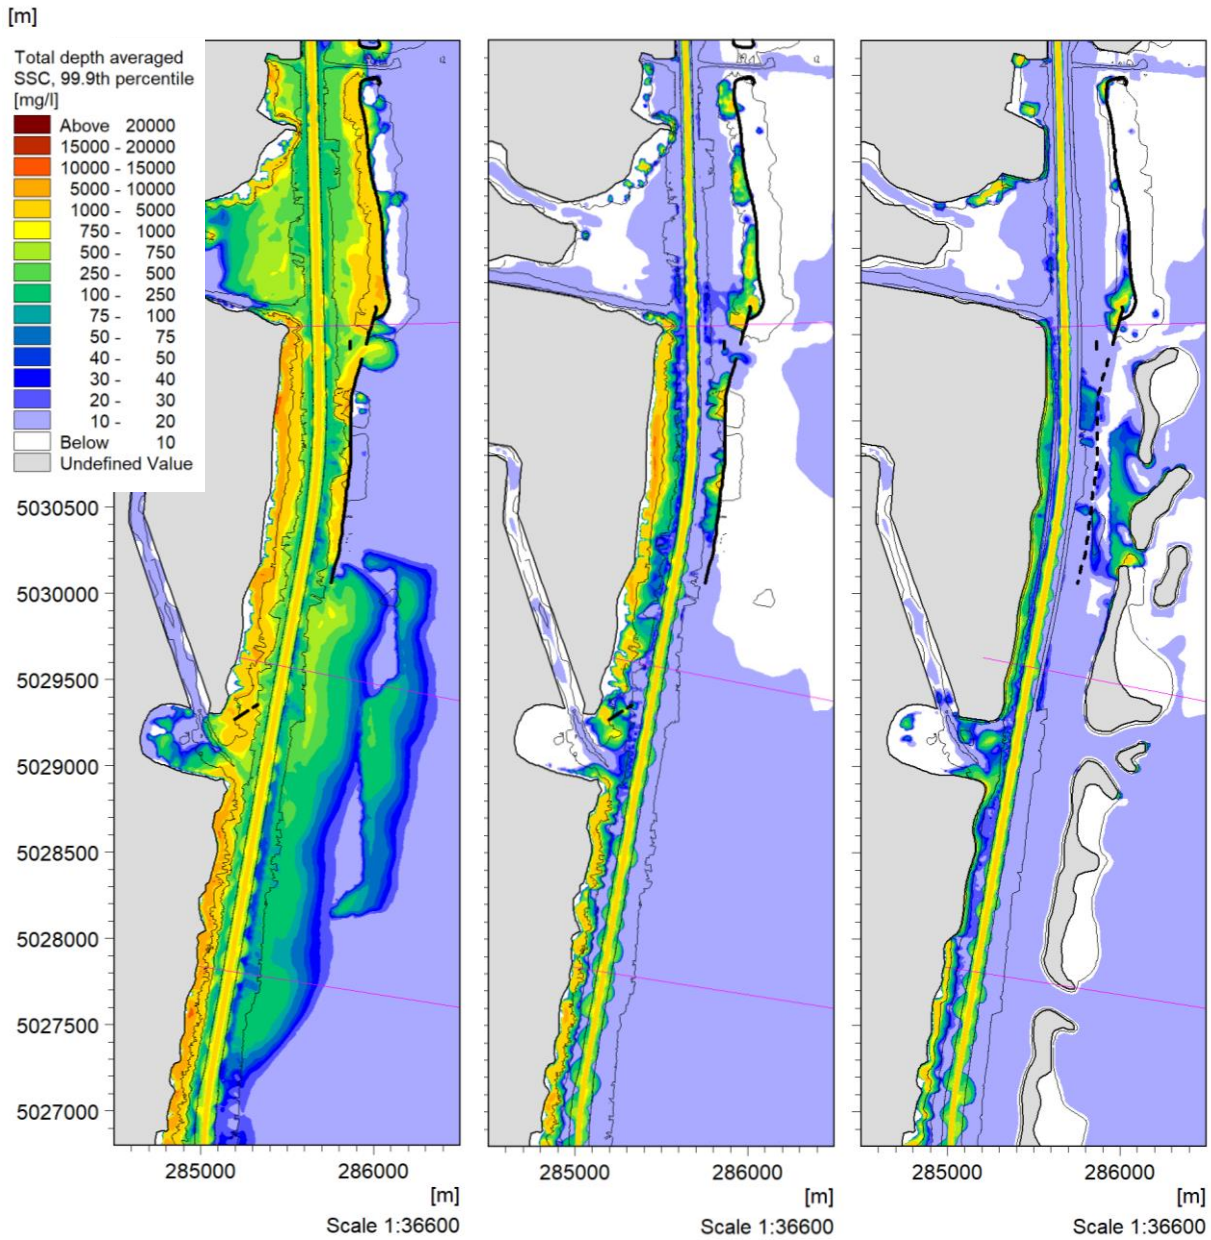 [m]
Total depth averaged
SSC, 99.9th percentile
[mg/l]
Above 20000
15000 - 20000
10000 - 15000
5000 - 10000
1000 - 5000
750 - 1000
500 - 750
250 - 500
100 - 250
75 - 100
50 - 75
40 - 50
30 - 40
20 - 30
10 - 20
Below 10
Undefined Value
5030500
5030000
5029500
5029000
5028500
5028000
5027500
5027000
285000 286000 285000 286000 285000 286000
[m] [m] [m]
Scale 1:36600 Scale 1:36600 Scale 1:36600